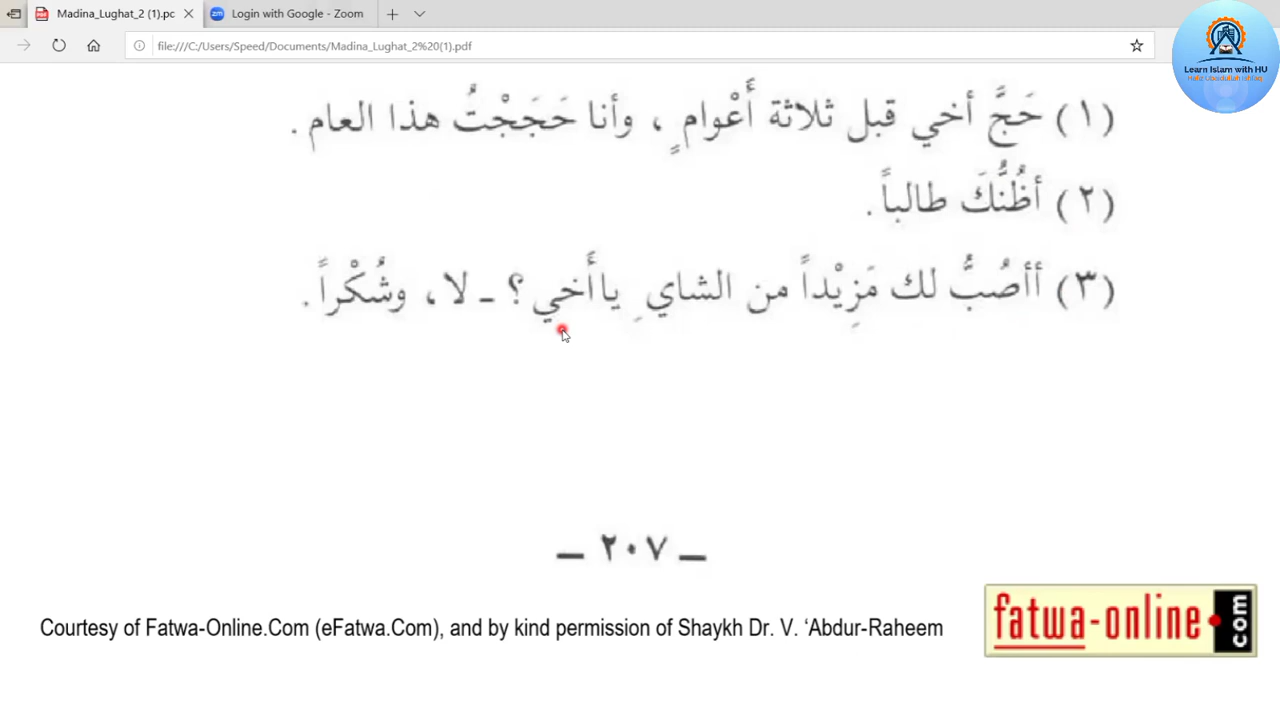 Madina_Lughat_2 (1).pc
Login with Google - Zoom
file:///C:/Users/Speed/Documents/Madina_Lughat_2%20(1).pdf
Learn Islam with HU
(١) حَجَّ أخي قبل ثلاثة أَعْوامٍ ، وأنا حَجَجْتُ هذا العام .
(٢) أظُنُّكَ طالباً .
(٣) أأصُبُّ لك مَزِيْداً من الشايِ ياأَخي ؟ ـ لا ، وشُكْراً .
ـ ٢٠٧ ـ
Courtesy of Fatwa-Online.Com (eFatwa.Com), and by kind permission of Shaykh Dr. V. ‘Abdur-Raheem
fatwa-online.com